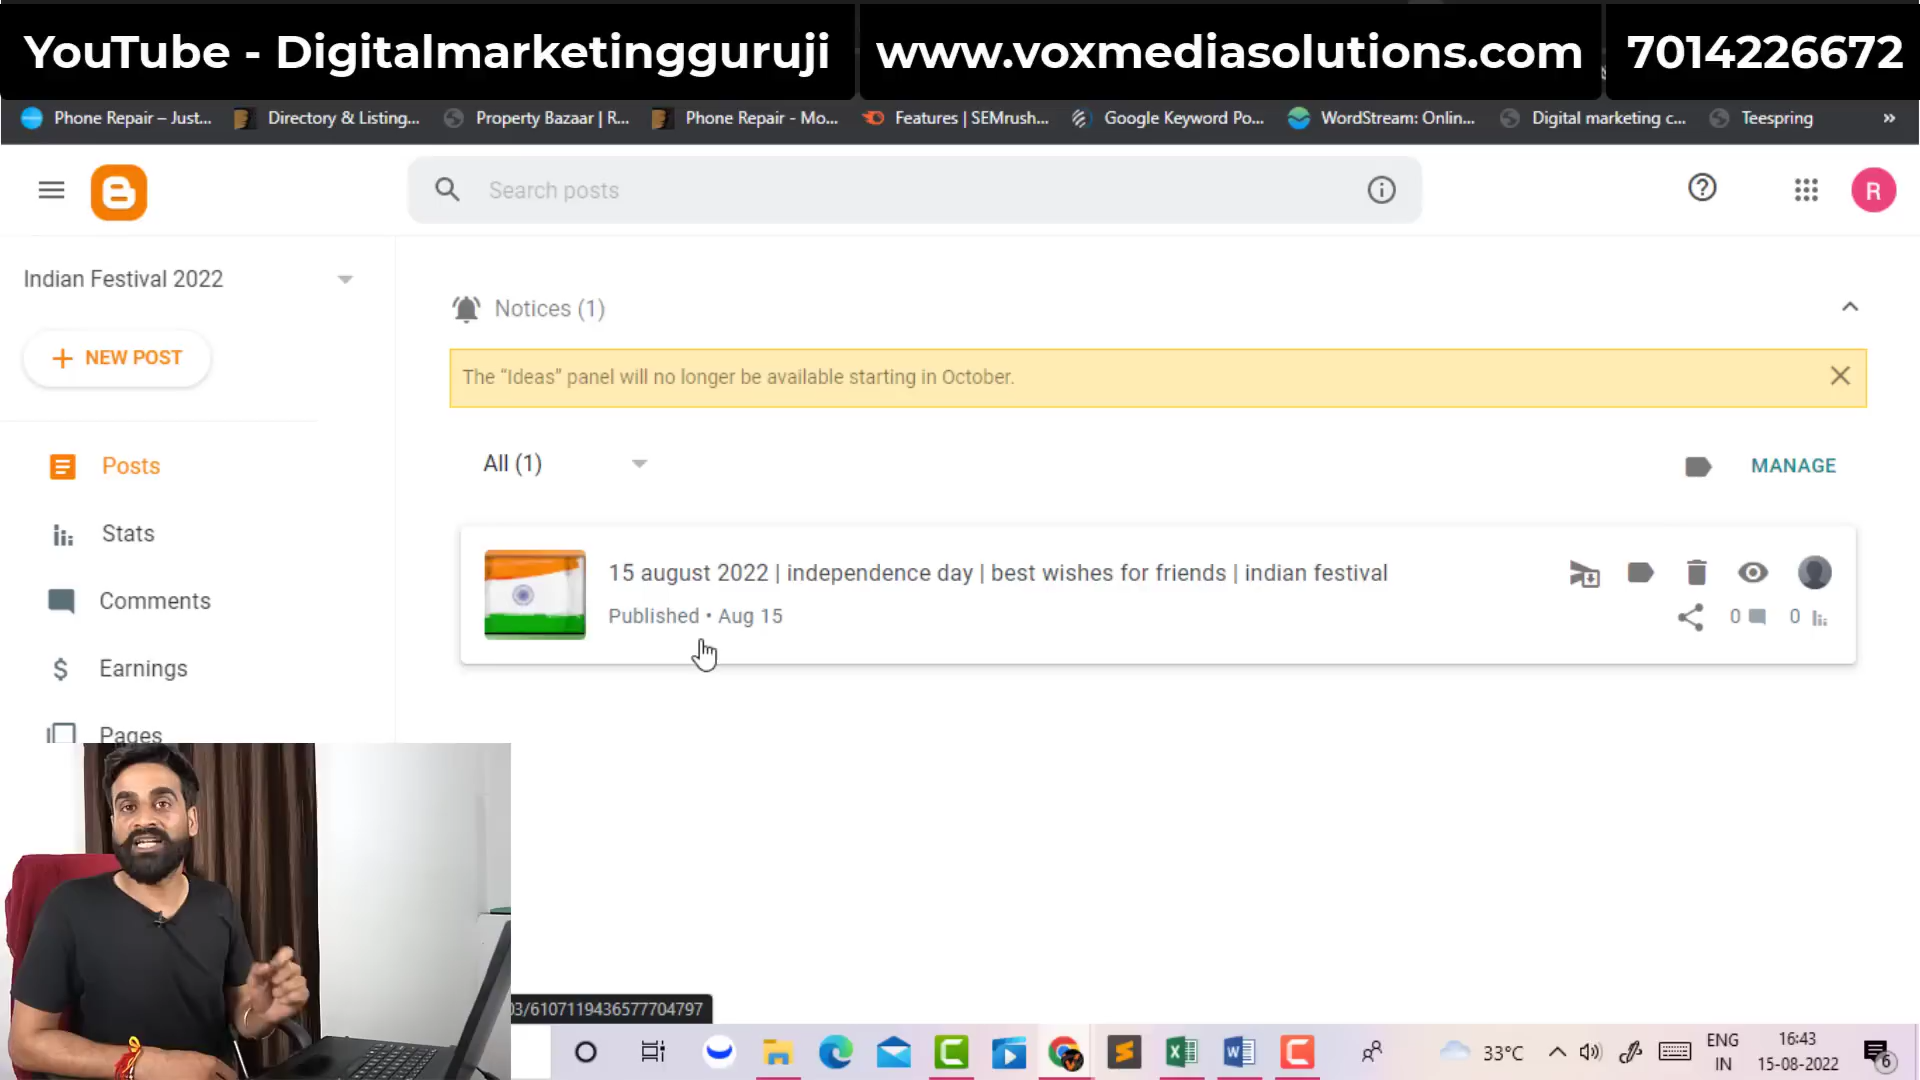 YouTube - Digitalmarketingguruji
www.voxmediasolutions.com
7014226672
Phone Repair – Just...
Directory & Listing...
Property Bazaar | R...
Phone Repair - Mo...
Features | SEMrush...
Google Keyword Po...
WordStream: Onlin...
Digital marketing c...
Teespring
»
Search posts
R
Indian Festival 2022
NEW POST
Notices (1)
The “Ideas” panel will no longer be available starting in October.
All (1)
MANAGE
Posts
Stats
Comments
Earnings
Pages
15 august 2022 | independence day | best wishes for friends | indian festival
Published • Aug 15
0
0
03/6107119436577704797
33°C
ENG
IN
16:43
15-08-2022
6